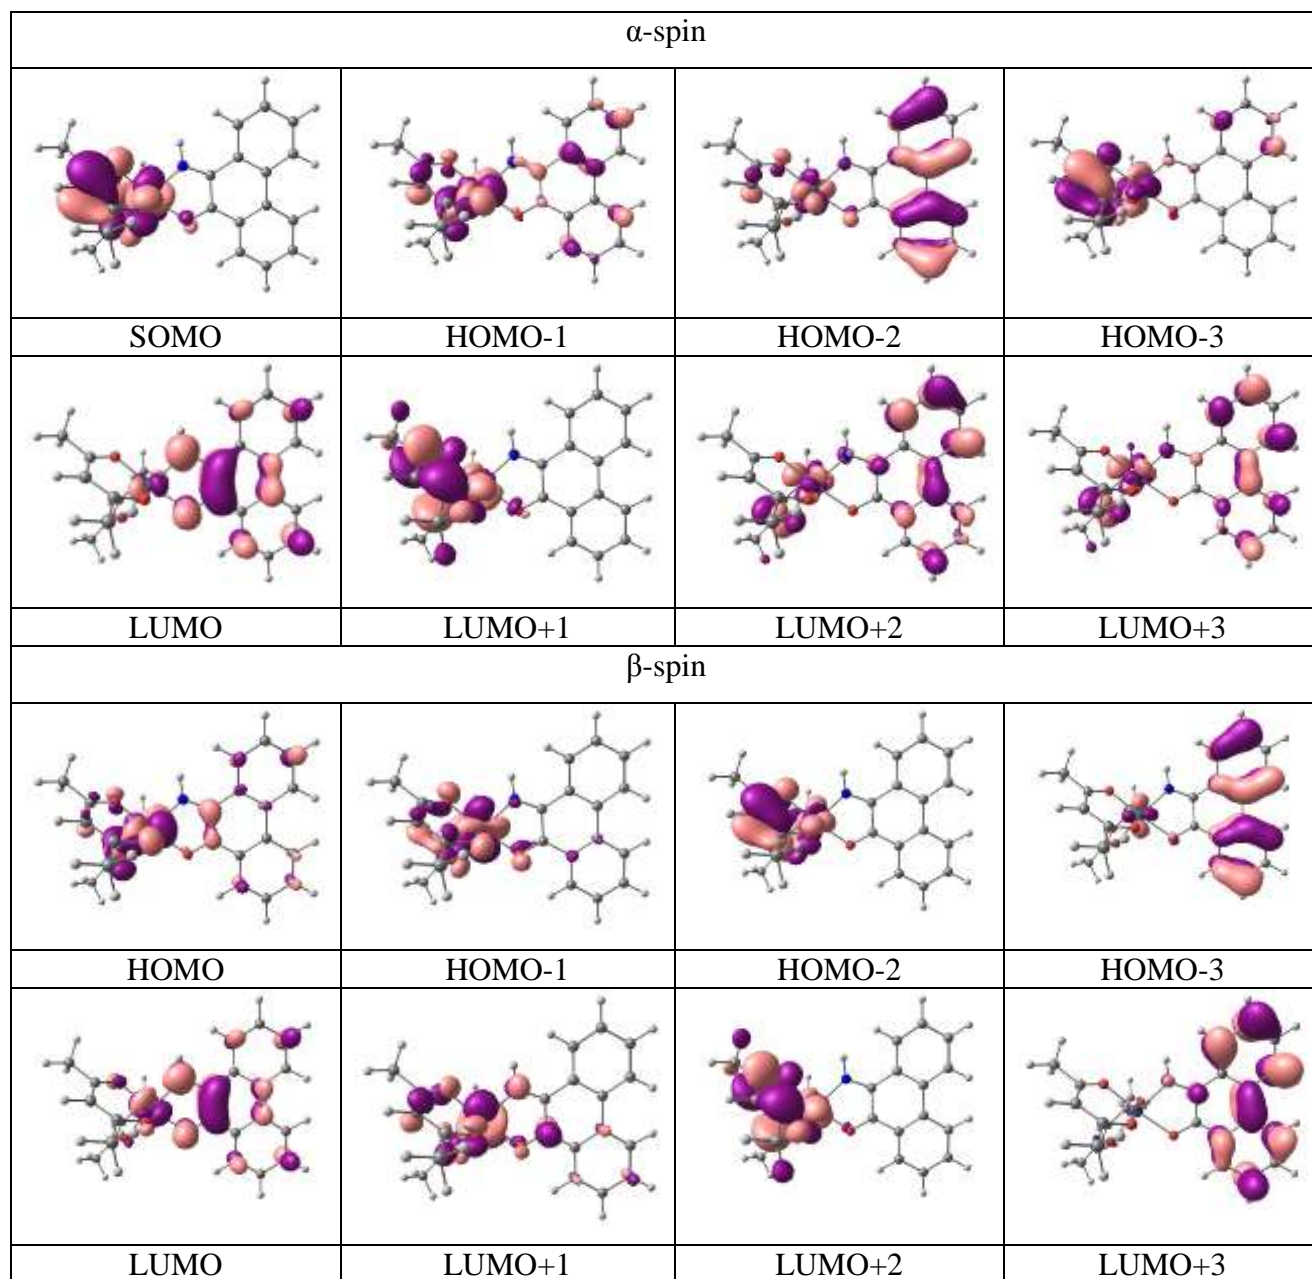 α-spin
SOMO HOMO-1 HOMO-2 HOMO-3
LUMO LUMO+1 LUMO+2 LUMO+3
β-spin
HOMO HOMO-1 HOMO-2 HOMO-3
LUMO LUMO+1 LUMO+2 LUMO+3